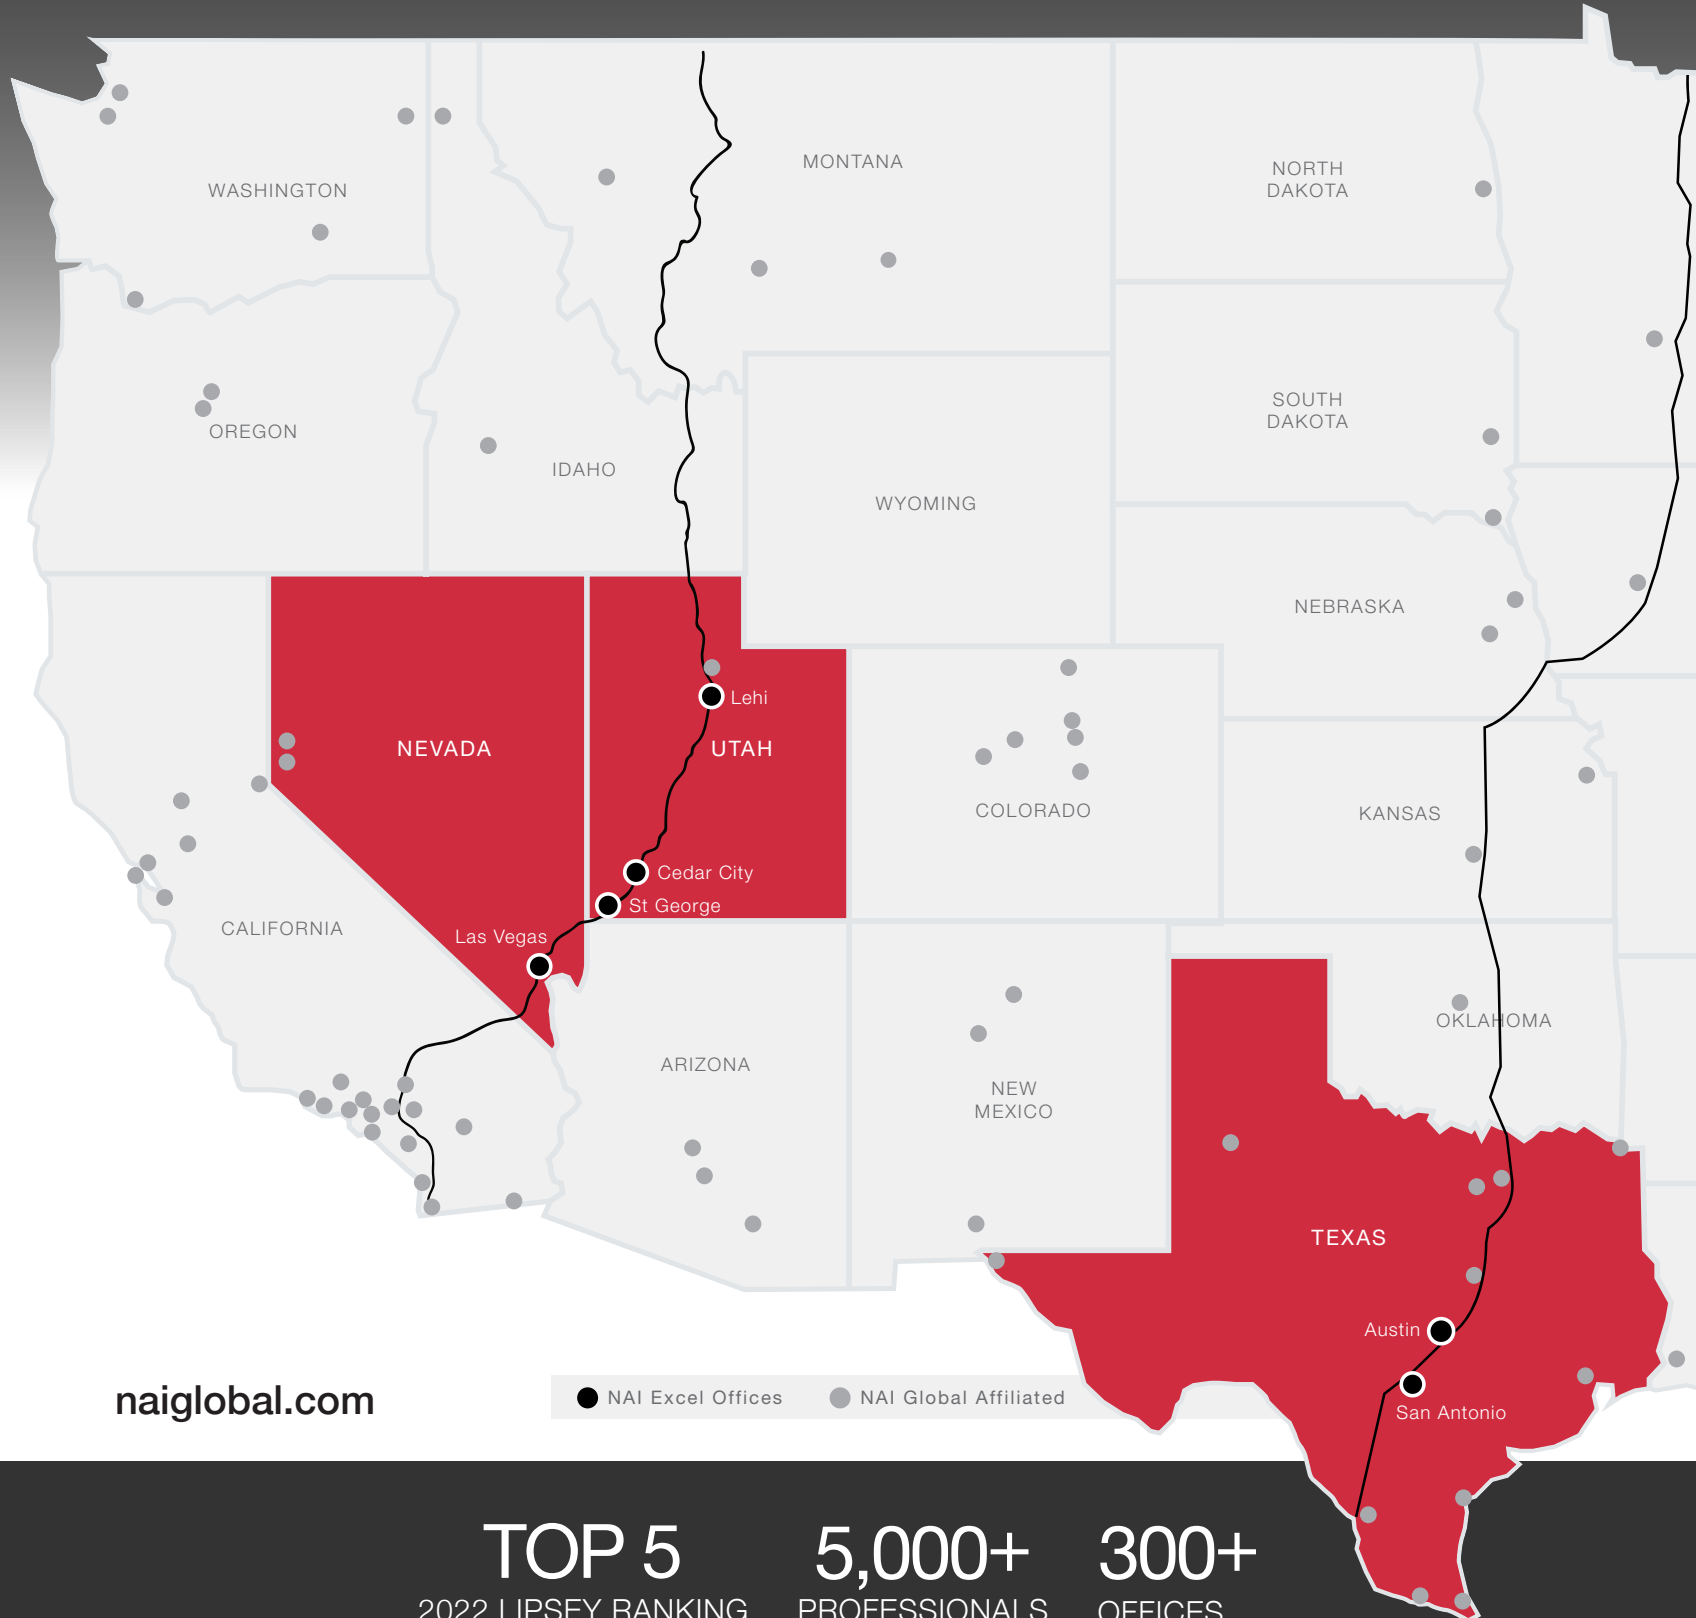 MONTANA
NORTH
DAKOTA
WASHINGTON
SOUTH
DAKOTA
OREGON
IDAHO
WYOMING
NEBRASKA
Lehi
NEVADA
UTAH
COLORADO
KANSAS
Cedar City
St George
CALIFORNIA
Las Vegas
OKLAHOMA
ARIZONA
NEW
MEXICO
TEXAS
Austin
San Antonio
naiglobal.com
NAI Excel Offices
NAI Global Affiliated
TOP 5
2022 LIPSEY RANKING
5,000+
PROFESSIONALS
300+
OFFICES